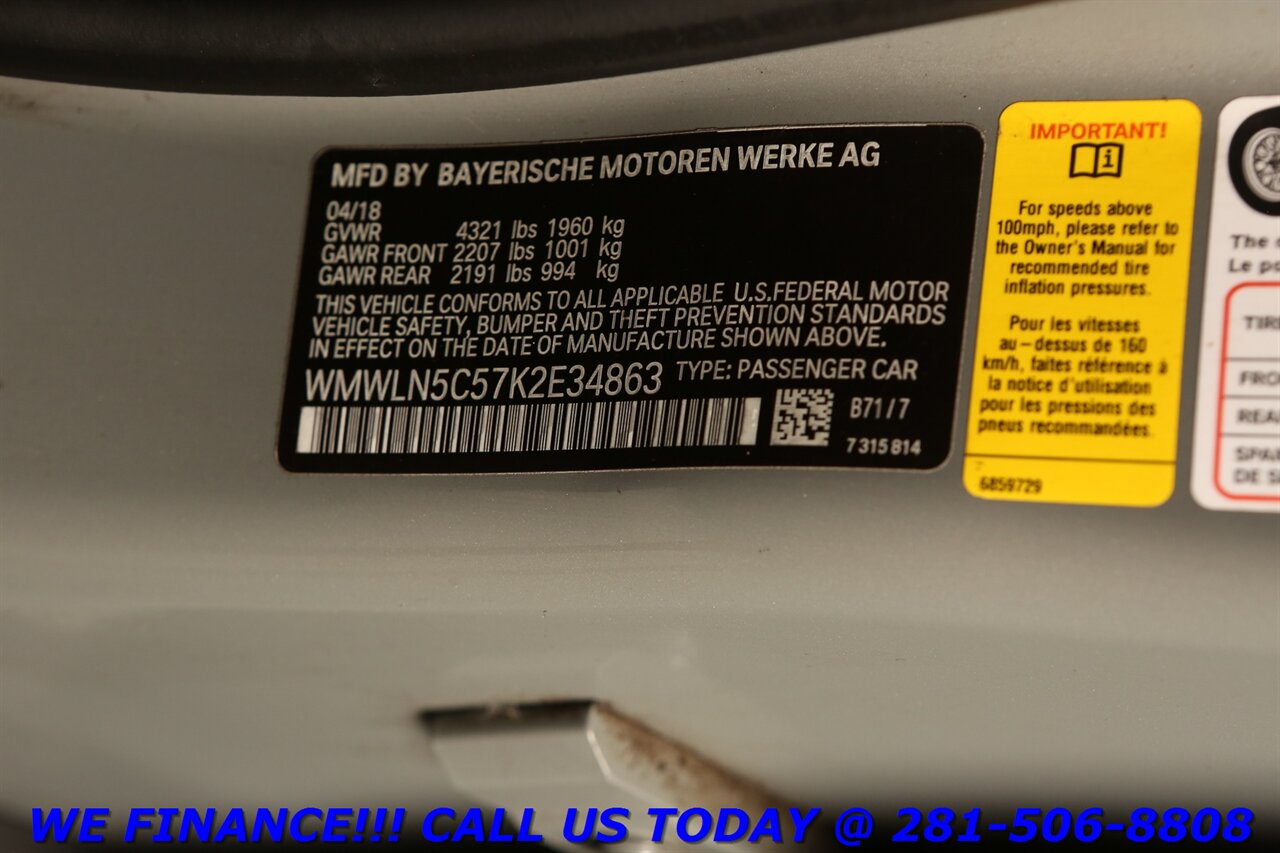 MFD BY BAYERISCHE MOTOREN WERKE AG
04/18
GVWR 4321 lbs 1960 kg
GAWR FRONT 2207 lbs 1001 kg
GAWR REAR 2191 lbs 994 kg
THIS VEHICLE CONFORMS TO ALL APPLICABLE U.S.FEDERAL MOTOR
VEHICLE SAFETY, BUMPER AND THEFT PREVENTION STANDARDS
IN EFFECT ON THE DATE OF MANUFACTURE SHOWN ABOVE.
WMWLN5C57K2E34863 TYPE: PASSENGER CAR
B71/7
7315814
IMPORTANT!
For speeds above
100mph, please refer to
the Owner's Manual for
recommended tire
inflation pressures.
Pour les vitesses
au-dessus de 160
km/h, faites référence à
la notice d'utilisation
pour les pressions des
pneus recommandées.
6859729
The
Le
WE FINANCE!!! CALL US TODAY @ 281-506-8808